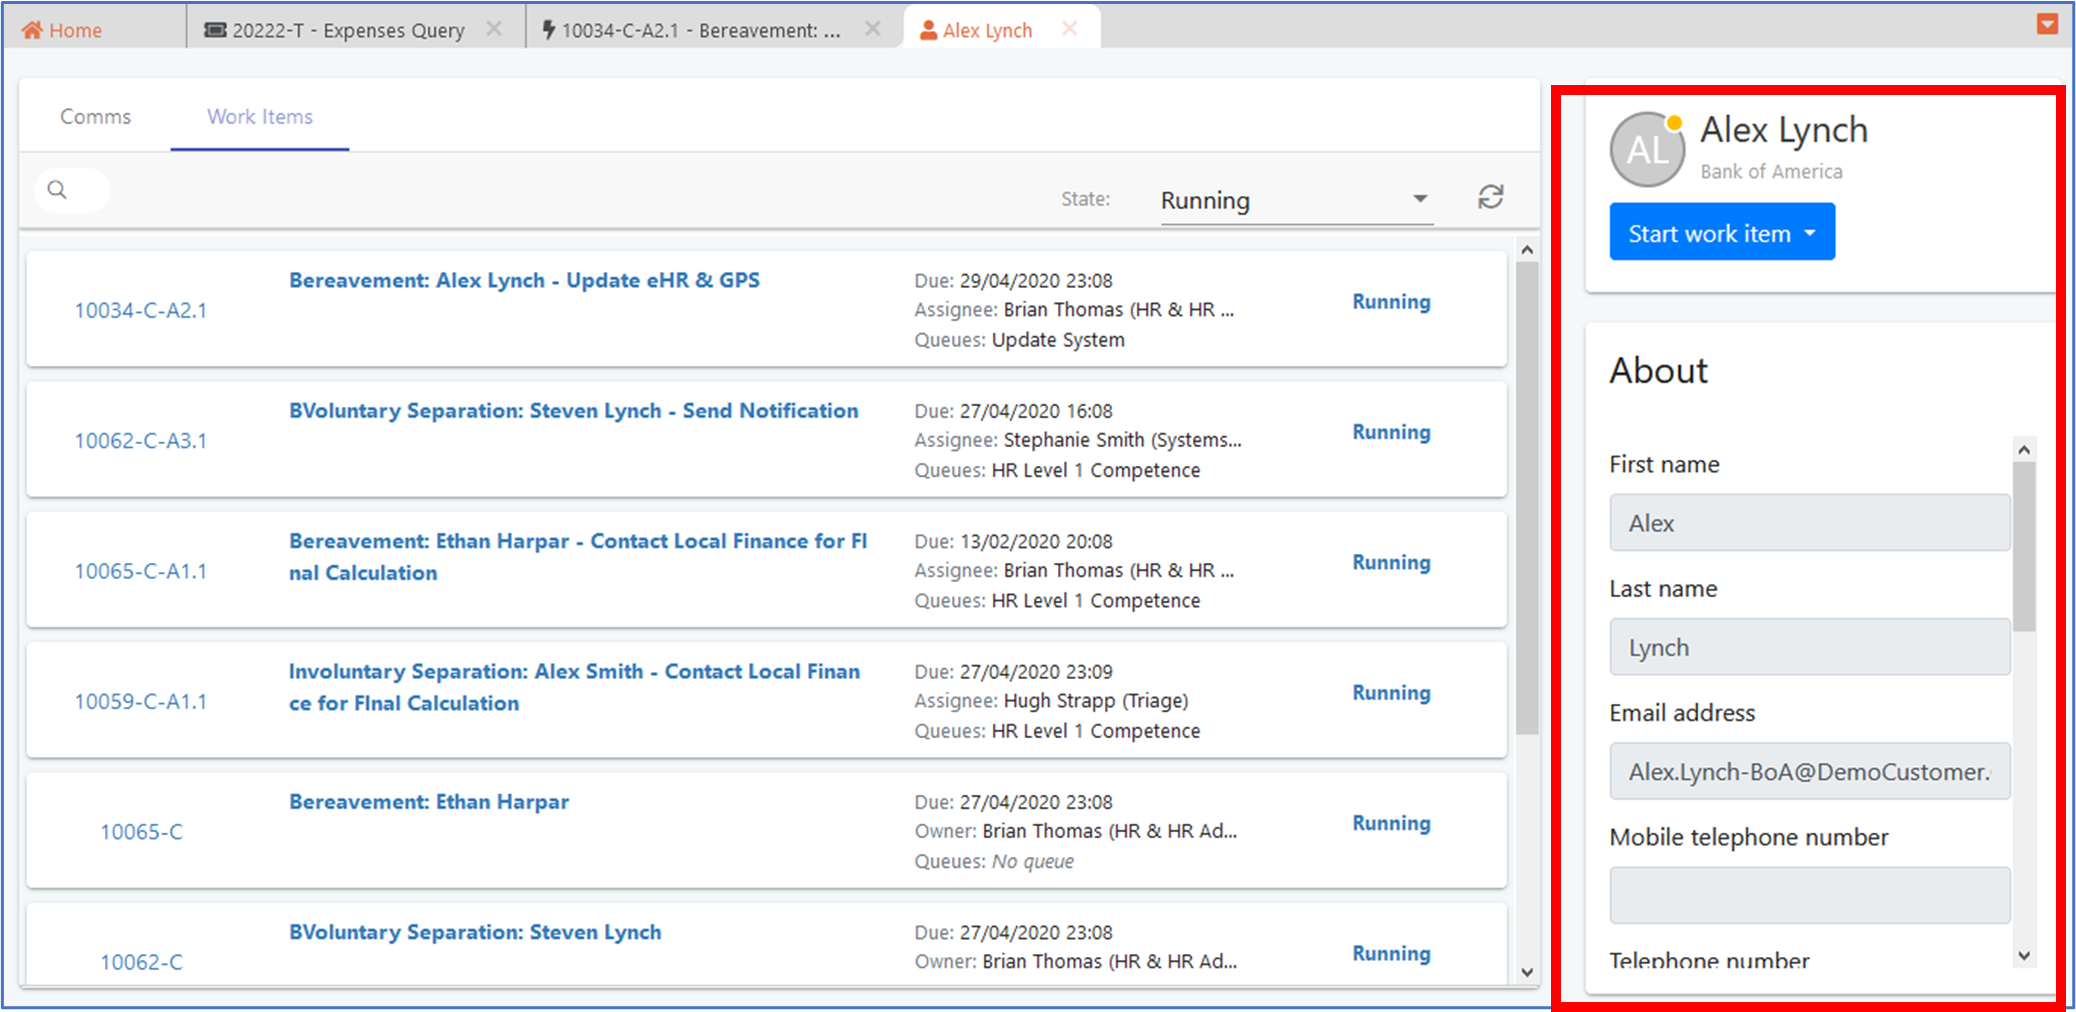 Home
20222-T - Expenses Query
10034-C-A2.1 - Bereavement: ...
Alex Lynch
Comms
Work Items
State:
Running
10034-C-A2.1
Bereavement: Alex Lynch - Update eHR & GPS
Due: 29/04/2020 23:08
Assignee: Brian Thomas (HR & HR ...
Queues: Update System
Running
10062-C-A3.1
BVoluntary Separation: Steven Lynch - Send Notification
Due: 27/04/2020 16:08
Assignee: Stephanie Smith (Systems...
Queues: HR Level 1 Competence
Running
10065-C-A1.1
Bereavement: Ethan Harpar - Contact Local Finance for FI
nal Calculation
Due: 13/02/2020 20:08
Assignee: Brian Thomas (HR & HR ...
Queues: HR Level 1 Competence
Running
10059-C-A1.1
Involuntary Separation: Alex Smith - Contact Local Finan
ce for FInal Calculation
Due: 27/04/2020 23:09
Assignee: Hugh Strapp (Triage)
Queues: HR Level 1 Competence
Running
10065-C
Bereavement: Ethan Harpar
Due: 27/04/2020 23:08
Owner: Brian Thomas (HR & HR Ad...
Queues: No queue
Running
10062-C
BVoluntary Separation: Steven Lynch
Due: 27/04/2020 23:08
Owner: Brian Thomas (HR & HR Ad...
Running
AL
Alex Lynch
Bank of America
Start work item
About
First name
Alex
Last name
Lynch
Email address
Alex.Lynch-BoA@DemoCustomer.
Mobile telephone number
Telephone number